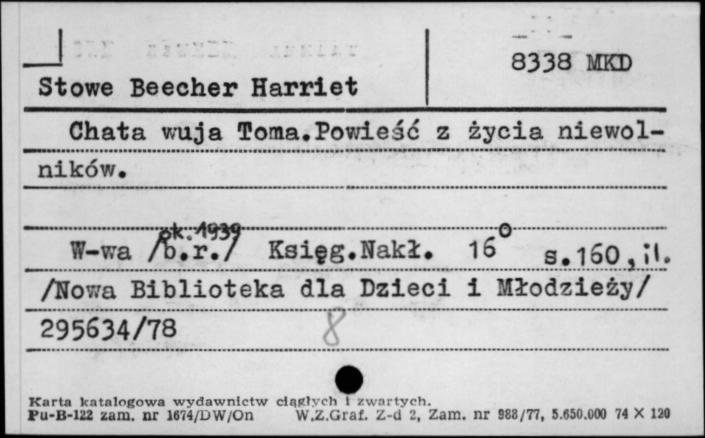 8338 MKD
Stowe Beecher Harriet
Chata wuja Toma.Powieść z życia niewol-
ników.
ok. 1939
W-wa /b.r./ Księg.Nakł. 16o s.160, il.
/Nowa Biblioteka dla Dzieci i Młodzieży/
295634/78
8
Karta katalogowa wydawnictw ciągłych i zwartych.
Pu-B-122 zam. nr 1674/DW/On W.Z.Graf. Z-d 2, Zam. nr 988/77, 5.650.000 74 X 120